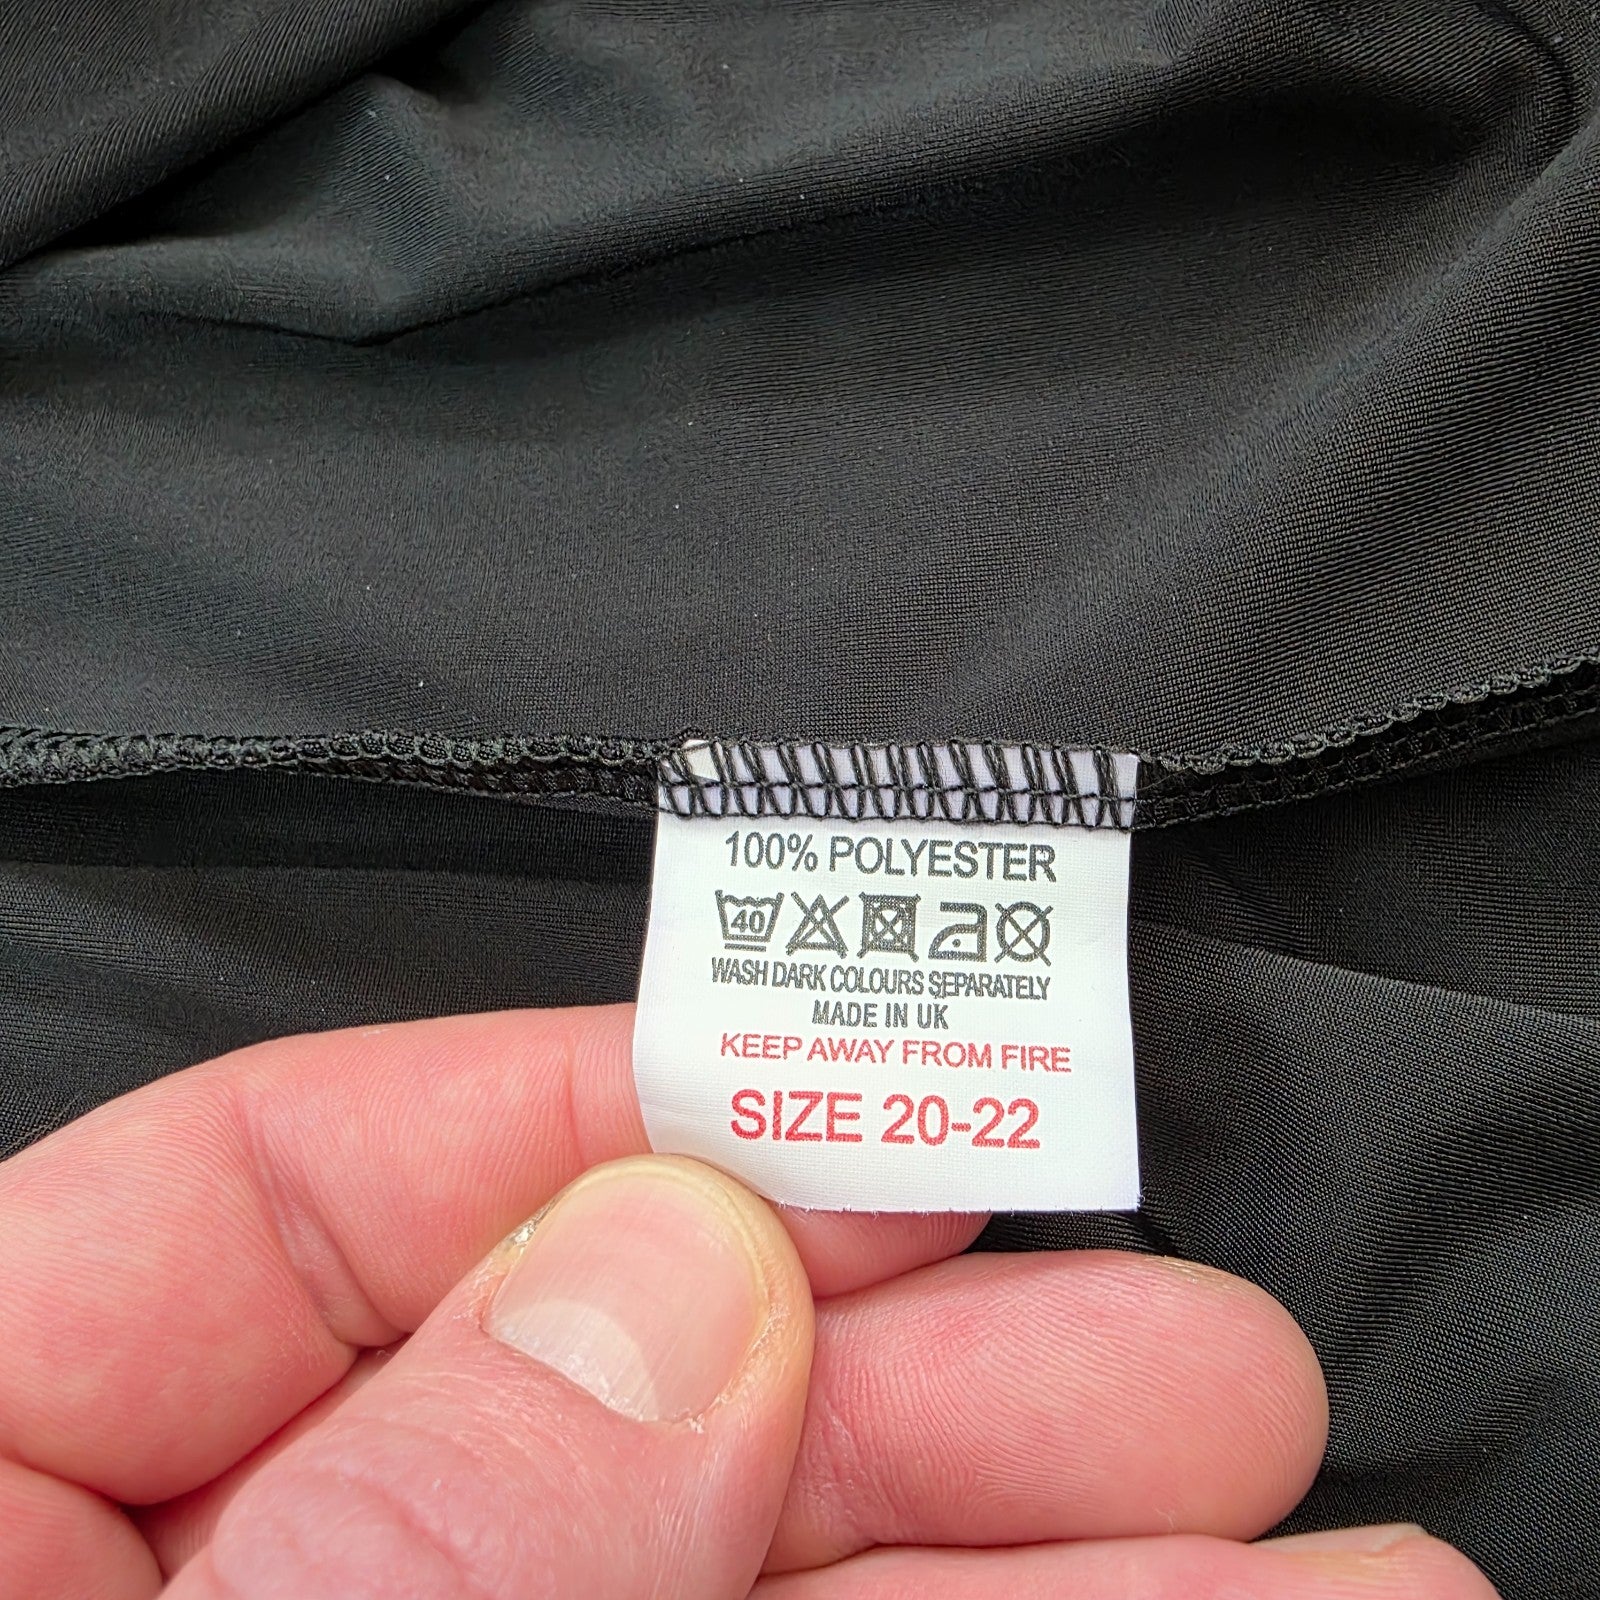 100% POLYESTER
40
WASH DARK COLOURS SEPARATELY
MADE IN UK
KEEP AWAY FROM FIRE
SIZE 20-22